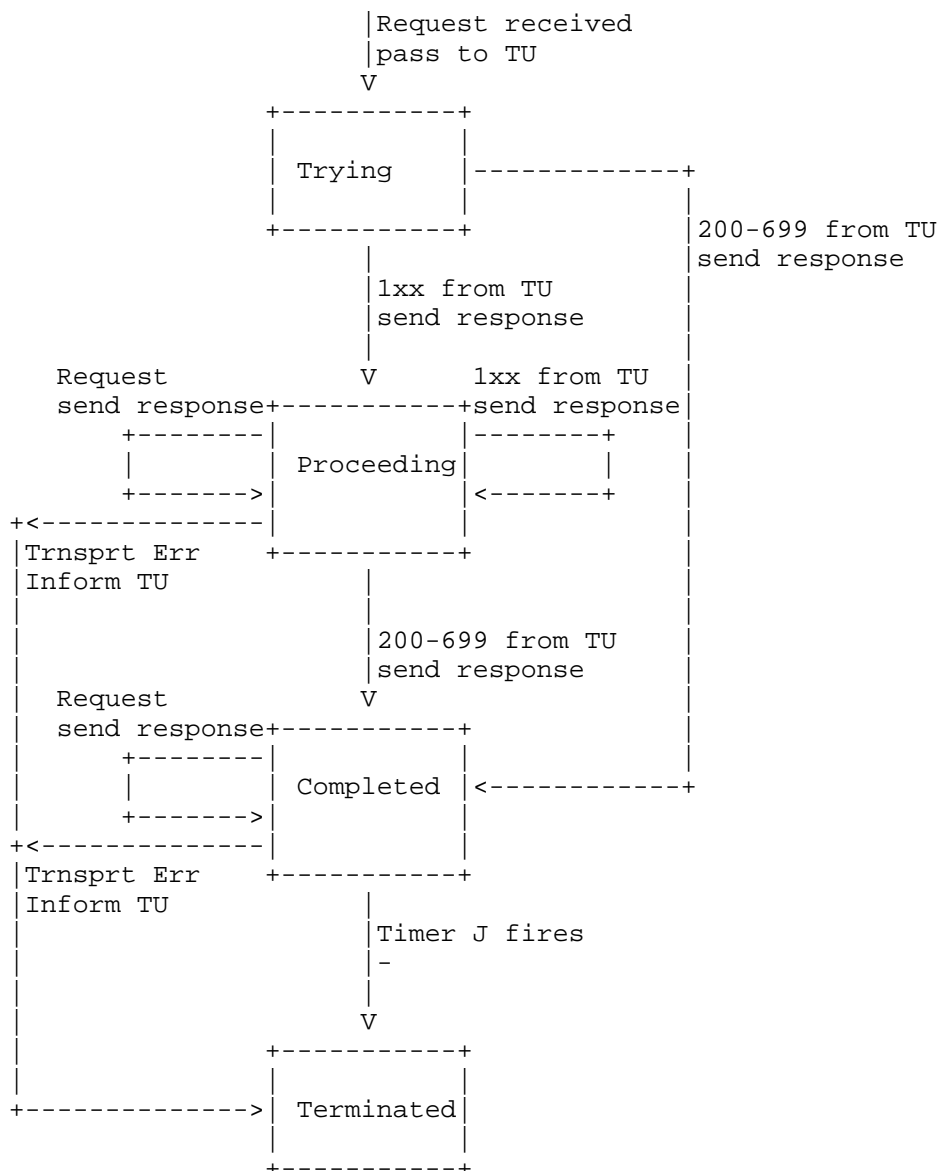 Request received
pass to TU
Trying
200-699 from TU
send response
1xx from TU
send response
Request
1xx from TU
send response
send response
Proceeding
Trnsprt Err
Inform TU
200-699 from TU
send response
Request
send response
Completed
Trnsprt Err
Inform TU
Timer J fires
-
Terminated